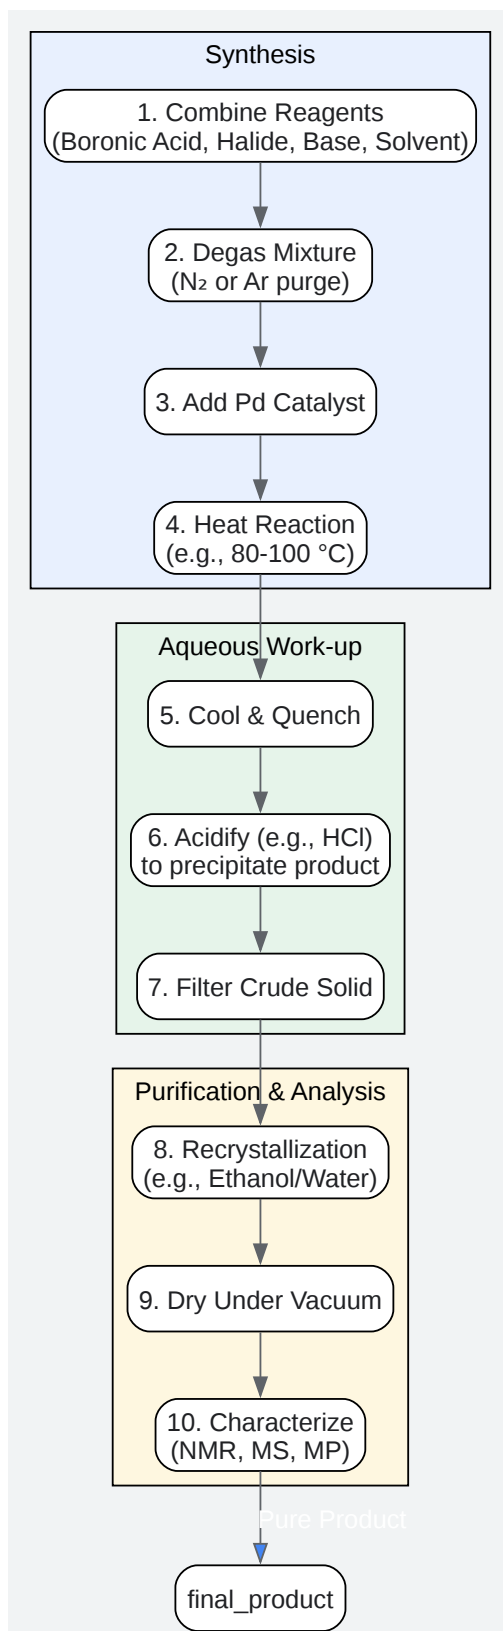 Synthesis
1. Combine Reagents
(Boronic Acid, Halide, Base, Solvent)
2. Degas Mixture
(N₂ or Ar purge)
3. Add Pd Catalyst
4. Heat Reaction
(e.g., 80-100 °C)
Aqueous Work-up
5. Cool & Quench
6. Acidify (e.g., HCl)
to precipitate product
7. Filter Crude Solid
Purification & Analysis
8. Recrystallization
(e.g., Ethanol/Water)
9. Dry Under Vacuum
10. Characterize
(NMR, MS, MP)
Pure Product
final_product